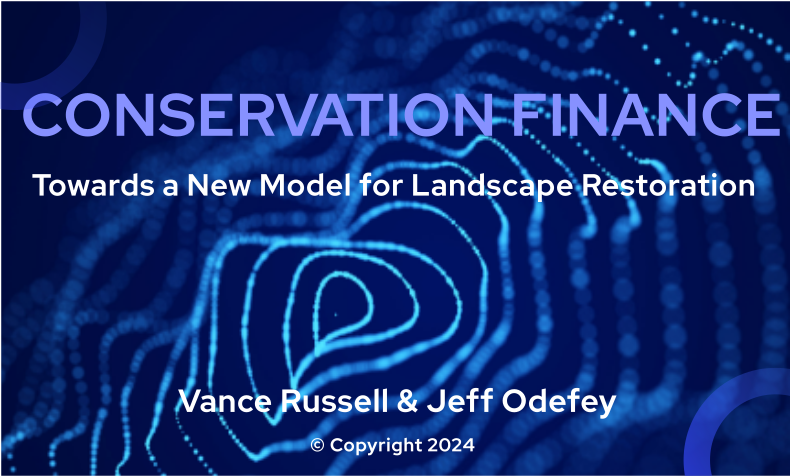 CONSERVATION FINANCE
Towards a New Model for Landscape Restoration
Vance Russell & Jeff Odefey
© Copyright 2024